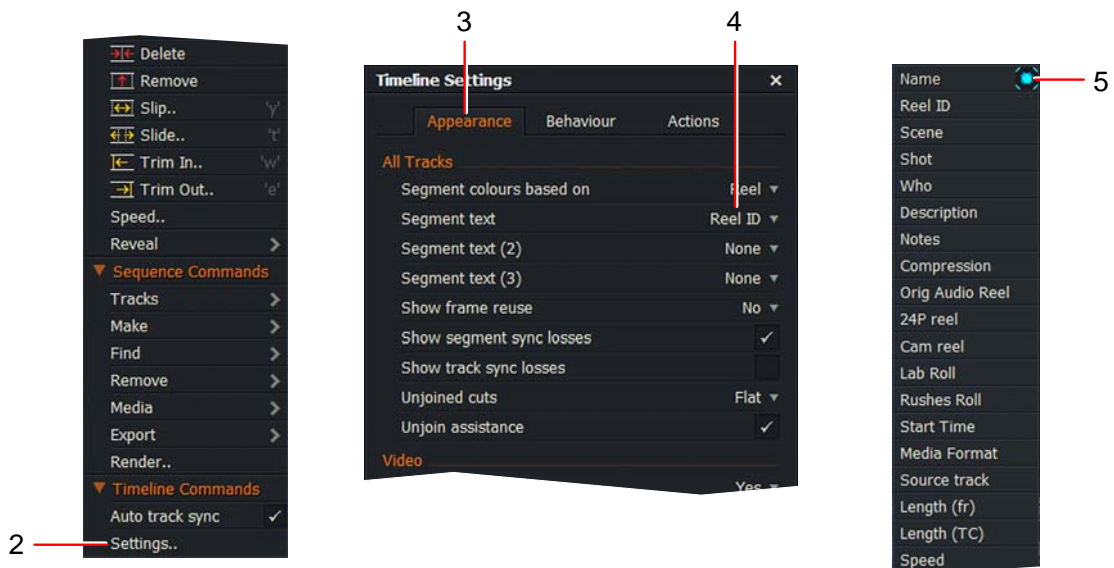 3
4
Delete
Remove
Slip.. 'y'
Slide.. 't'
Trim In.. 'w'
Trim Out.. 'e'
Speed..
Reveal
Sequence Commands
Tracks
Make
Find
Remove
Media
Export
Render..
Timeline Commands
Auto track sync
2
Settings..
Timeline Settings
Appearance Behaviour Actions
All Tracks
Segment colours based on Reel
Segment text Reel ID
Segment text (2) None
Segment text (3) None
Show frame reuse No
Show segment sync losses
Show track sync losses
Unjoined cuts Flat
Unjoin assistance
Video
Yes
Name
5
Reel ID
Scene
Shot
Who
Description
Notes
Compression
Orig Audio Reel
24P reel
Cam reel
Lab Roll
Rushes Roll
Start Time
Media Format
Source track
Length (fr)
Length (TC)
Speed